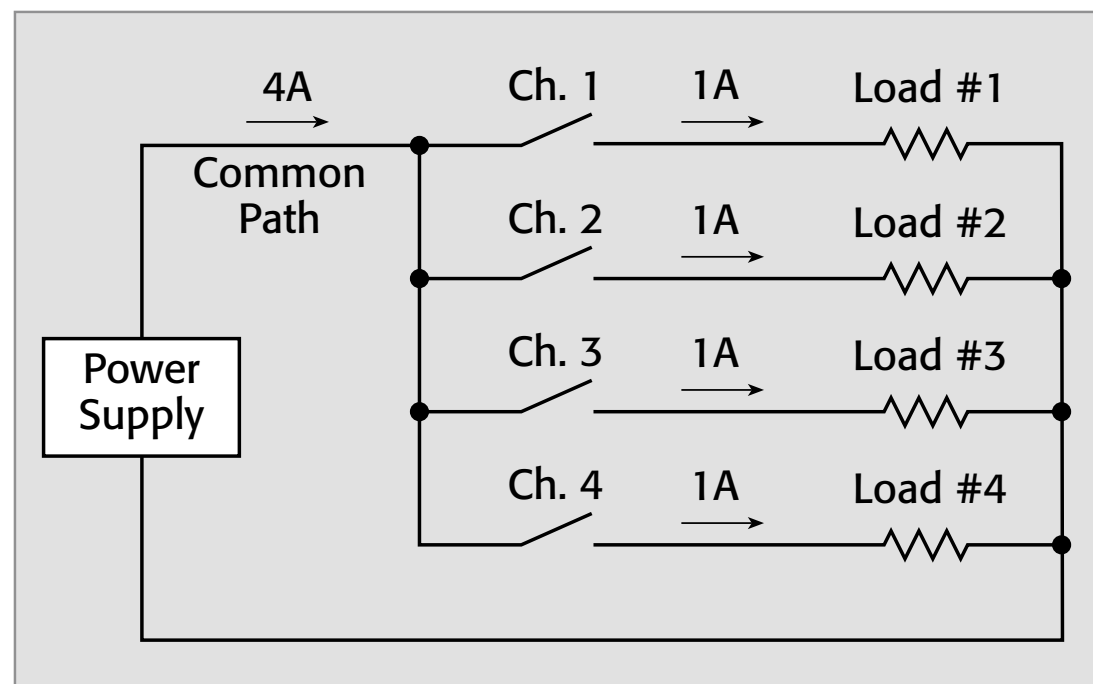 4A
Common
Path
Power
Supply
Ch. 1
1A
Load #1
Ch. 2
1A
Load #2
Ch. 3
1A
Load #3
Ch. 4
1A
Load #4